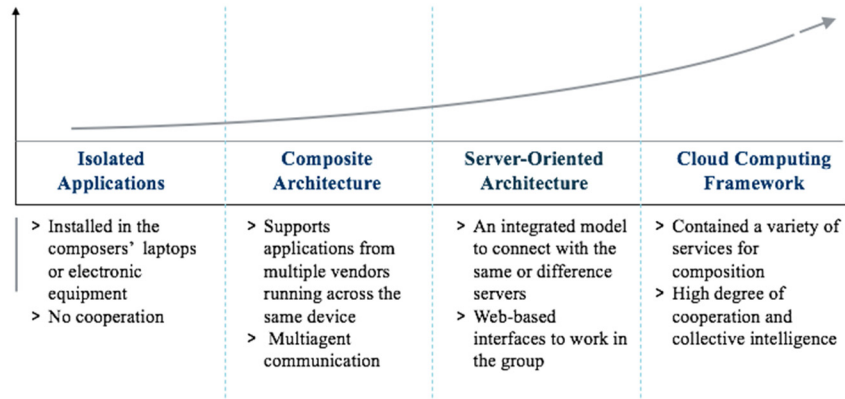 Isolated
Applications
Composite
Architecture
Server-Oriented
Architecture
Cloud Computing
Framework
> Installed in the
composers’ laptops
or electronic
equipment
> No cooperation
> Supports
applications from
multiple vendors
running across the
same device
> Multiagent
communication
> An integrated model
to connect with the
same or difference
servers
> Web-based
interfaces to work in
the group
> Contained a variety of
services for
composition
> High degree of
cooperation and
collective intelligence